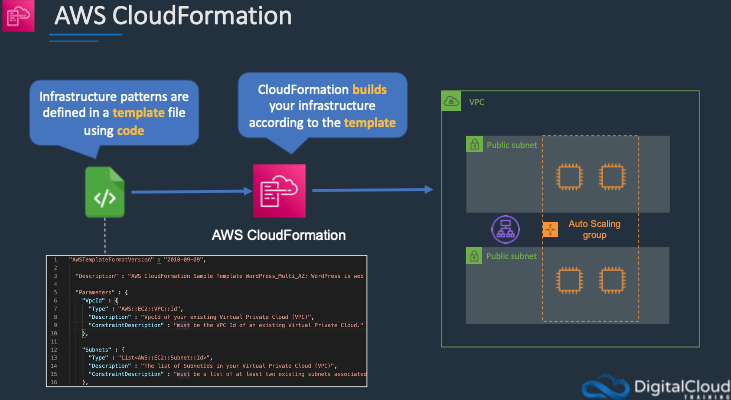 AWS CloudFormation
Infrastructure patterns are
defined in a template file
using code
CloudFormation builds
your infrastructure
according to the template
AWS CloudFormation
VPC
Public subnet
Auto Scaling
group
Public subnet
1 "AWSTemplateFormatVersion" : "2010-09-09",
2
3 "Description" : "AWS CloudFormation Sample Template WordPress_Multi_AZ: WordPress is web
4
5 "Parameters" : {
6 "VpcId" : {
7 "Type" : "AWS::EC2::VPC::Id",
8 "Description" : "VpcId of your existing Virtual Private Cloud (VPC)",
9 "ConstraintDescription" : "must be the VPC Id of an existing Virtual Private Cloud."
10 },
11
12 "Subnets" : {
13 "Type" : "List<AWS::EC2::Subnet::Id>",
14 "Description" : "The list of SubnetIds in your Virtual Private Cloud (VPC)",
15 "ConstraintDescription" : "must be a list of at least two existing subnets associated
16 },
DigitalCloud
TRAINING